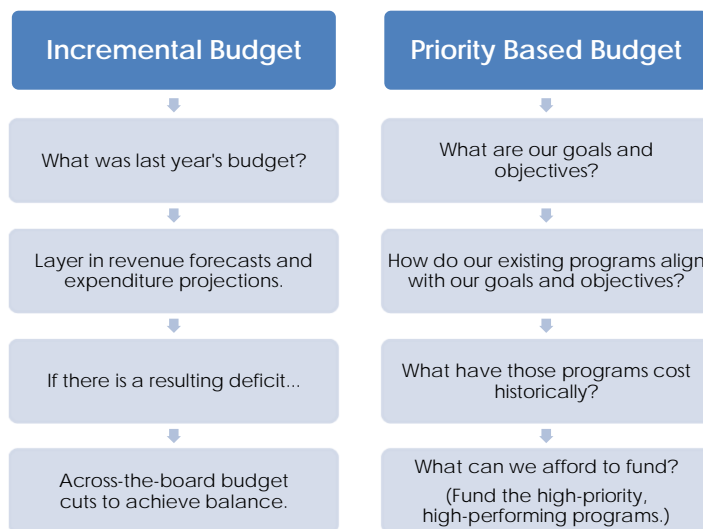 Incremental Budget
What was last year's budget?
Layer in revenue forecasts and
expenditure projections.
If there is a resulting deficit...
Across-the-board budget
cuts to achieve balance.
Priority Based Budget
What are our goals and
objectives?
How do our existing programs align
with our goals and objectives?
What have those programs cost
historically?
What can we afford to fund?
(Fund the high-priority,
high-performing programs.)